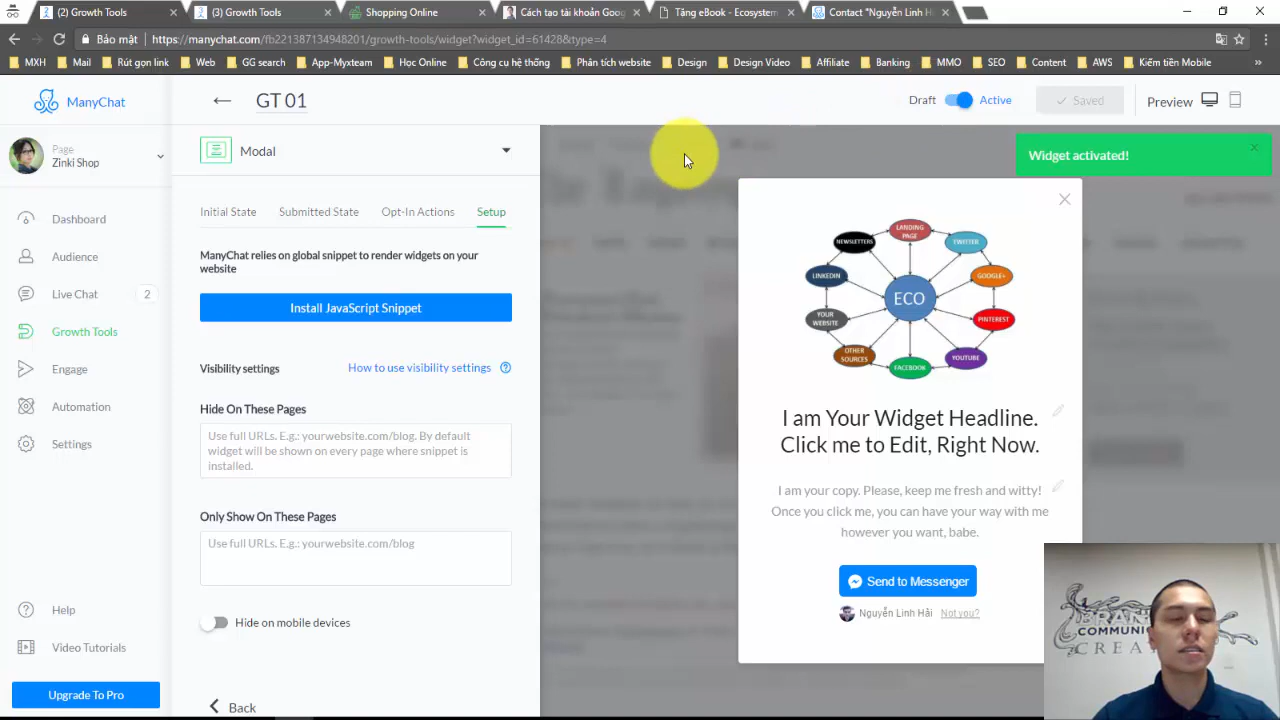 (2) Growth Tools
(3) Growth Tools
Shopping Online
Cách tạo tài khoản Goog
Tặng eBook - Ecosystem
Contact "Nguyễn Linh H
Bảo mật
https://manychat.com/fb221387134948201/growth-tools/widget?widget_id=61428&type=4
MXH
Mail
Rút gọn link
Web
GG search
App-Myxteam
Học Online
Công cụ hệ thống
Phân tích website
Design
Design Video
Affiliate
Banking
MMO
SEO
Content
AWS
Kiếm tiền Mobile
»
ManyChat
GT 01
Draft
Active
Saved
Preview
Page
Zinki Shop
Modal
Widget activated!
Dashboard
Audience
Live Chat
2
Growth Tools
Engage
Automation
Settings
Help
Video Tutorials
Upgrade To Pro
Initial State
Submitted State
Opt-In Actions
Setup
ManyChat relies on global snippet to render widgets on your
website
Install JavaScript Snippet
Visibility settings
How to use visibility settings
Hide On These Pages
Use full URLs. E.g.: yourwebsite.com/blog. By default
widget will be shown on every page where snippet is
installed.
Only Show On These Pages
Use full URLs. E.g.: yourwebsite.com/blog
Hide on mobile devices
Back
LANDING
PAGE
NEWSLETTERS
TWITTER
LINKEDIN
GOOGLE+
ECO
YOUR
WEBSITE
PINTEREST
OTHER
SOURCES
YOUTUBE
FACEBOOK
I am Your Widget Headline.
Click me to Edit, Right Now.
I am your copy. Please, keep me fresh and witty!
Once you click me, you can have your way with me
however you want, babe.
Send to Messenger
Nguyễn Linh Hải
Not you?
COMMUNIC
CREA